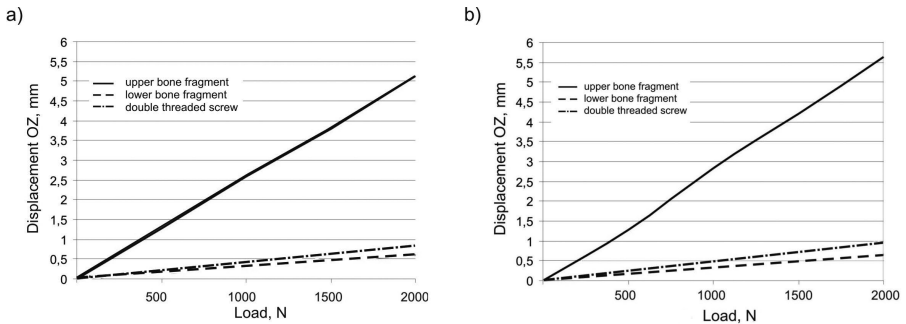 a)
Displacement OZ, mm
6
5,5
5
4,5
4
3,5
3
2,5
2
1,5
1
0,5
0
upper bone fragment
lower bone fragment
double threaded screw
500
1000
1500
2000
Load, N
b)
Displacement OZ, mm
6
5,5
5
4,5
4
3,5
3
2,5
2
1,5
1
0,5
0
upper bone fragment
lower bone fragment
double threaded screw
500
1000
1500
2000
Load, N